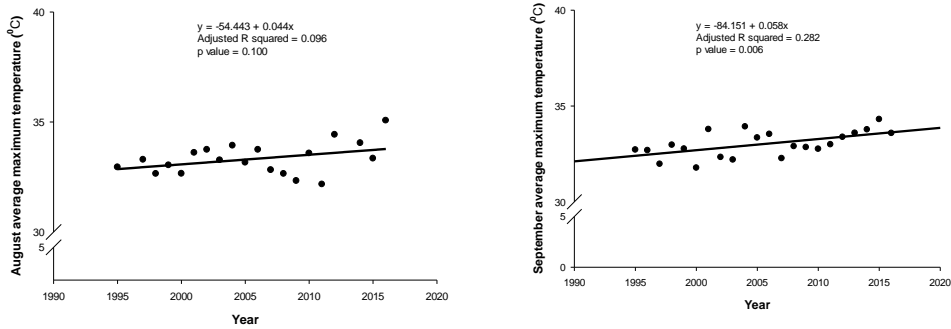 August average maximum temperature (⁰C)
40
35
30
5
y = -54.443 + 0.044x
Adjusted R squared = 0.096
p value = 0.100
1990 1995 2000 2005 2010 2015 2020
Year
September average maximum temperature (⁰C)
40
35
30
5
0
y = -84.151 + 0.058x
Adjusted R squared = 0.282
p value = 0.006
1990 1995 2000 2005 2010 2015 2020
Year